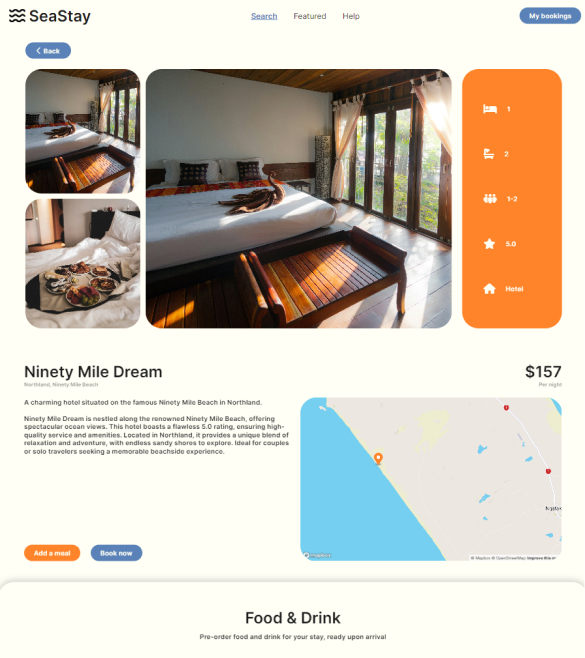 SeaStay
Search Featured Help
My bookings
Back
1
2
1-2
5.0
Hotel
Ninety Mile Dream
Northland, Ninety Mile Beach
$157
Per night
A charming hotel situated on the famous Ninety Mile Beach in Northland.
Ninety Mile Dream is nestled along the renowned Ninety Mile Beach, offering
spectacular ocean views. This hotel boasts a flawless 5.0 rating, ensuring high-
quality service and amenities. Located in Northland, it provides a unique blend of
relaxation and adventure, with endless sandy shores to explore. Ideal for couples
or solo travelers seeking a memorable beachside experience.
© Mapbox © OpenStreetMap Improve this m
Add a meal
Book now
Food & Drink
Pre-order food and drink for your stay, ready upon arrival